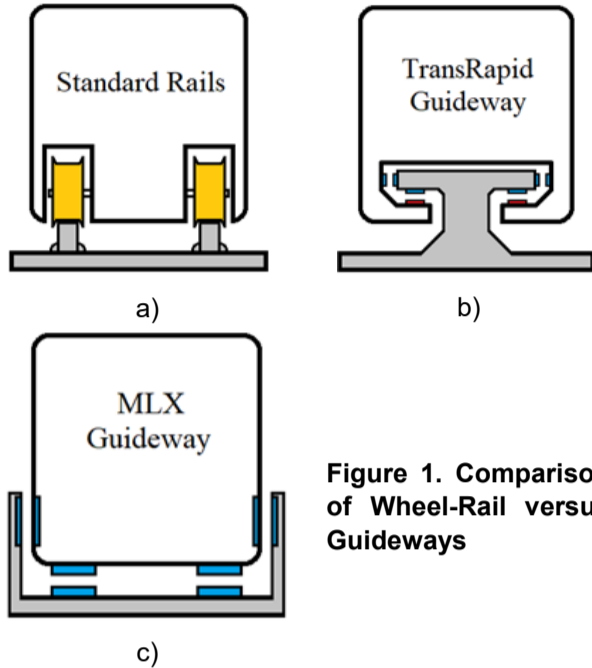 Standard Rails
TransRapid
Guideway
a)
b)
MLX
Guideway
c)
Figure 1. Compariso
of Wheel-Rail versu
Guideways